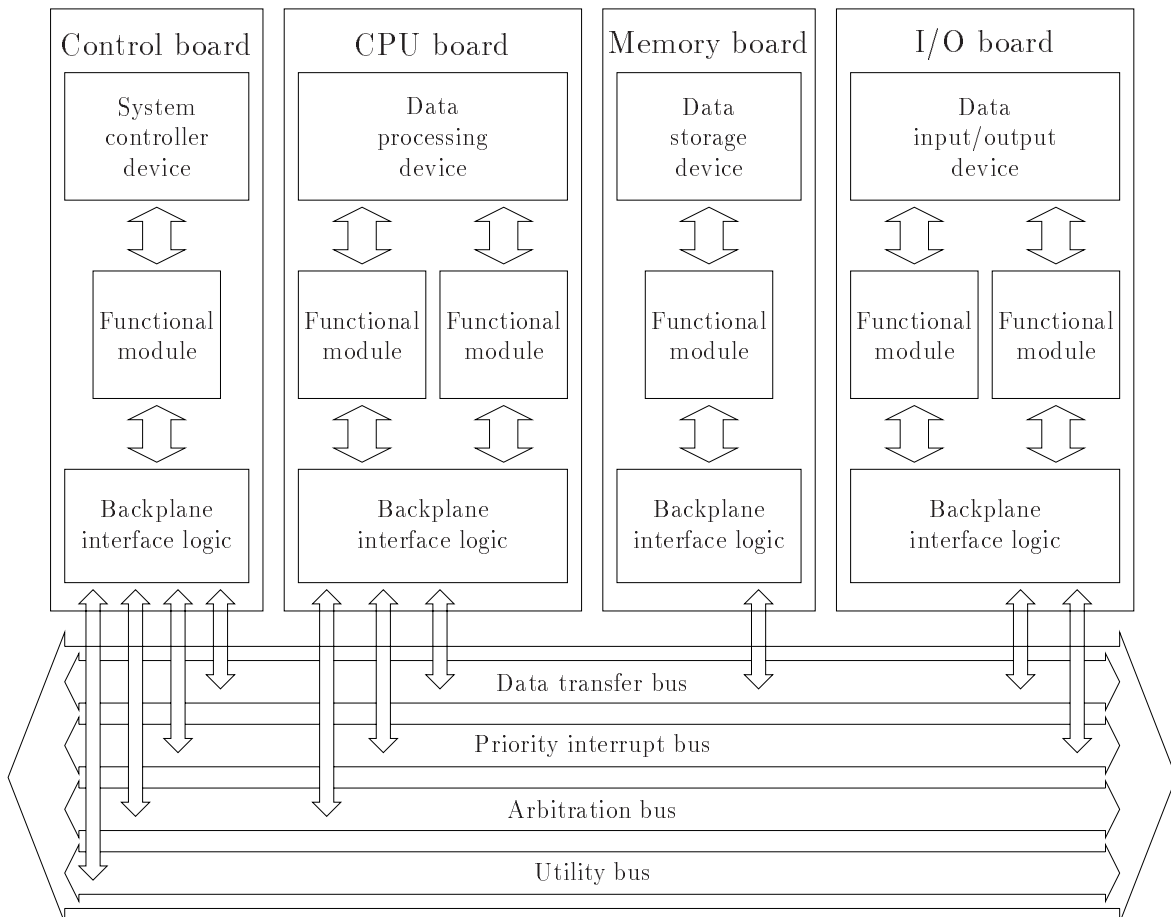 Control board
CPU board
Memory board
I/O board
System
controller
device
Data
processing
device
Data
storage
device
Data
input/output
device
Functional
module
Functional
module
Functional
module
Functional
module
Functional
module
Functional
module
Backplane
interface logic
Backplane
interface logic
Backplane
interface logic
Backplane
interface logic
Data transfer bus
Priority interrupt bus
Arbitration bus
Utility bus